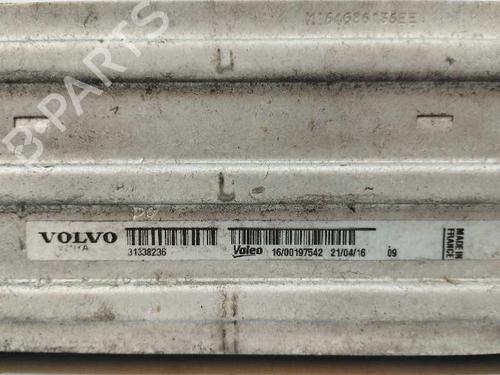 B-PARTS
VOLVO
31338236
Valeo 16/00197542 21/04/16 09
MADE IN
FRANCE